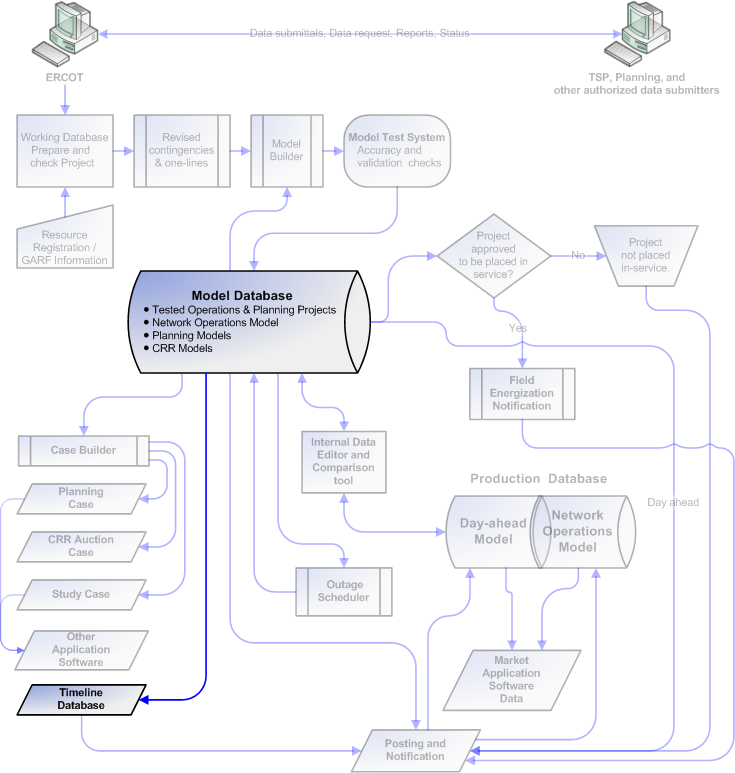 Data submittals, Data request, Reports, Status
ERCOT
TSP, Planning, and
other authorized data submitters
Working Database
Prepare and
check Project
Revised
contingencies
& one-lines
Model
Builder
Model Test System
Accuracy and
validation checks
Resource
Registration /
GARF Information
Project
approved
to be placed in
service?
No
Project
not placed
in-service.
Model Database
• Tested Operations & Planning Projects
• Network Operations Model
• Planning Models
• CRR Models
Yes
Field
Energization
Notification
Case Builder
Internal Data
Editor and
Comparison
tool
Planning
Case
Production Database
Day-ahead
Model
Network
Operations
Model
Day ahead
CRR Auction
Case
Study Case
Outage
Scheduler
Other
Application
Software
Market
Application
Software
Data
Timeline
Database
Posting and
Notification